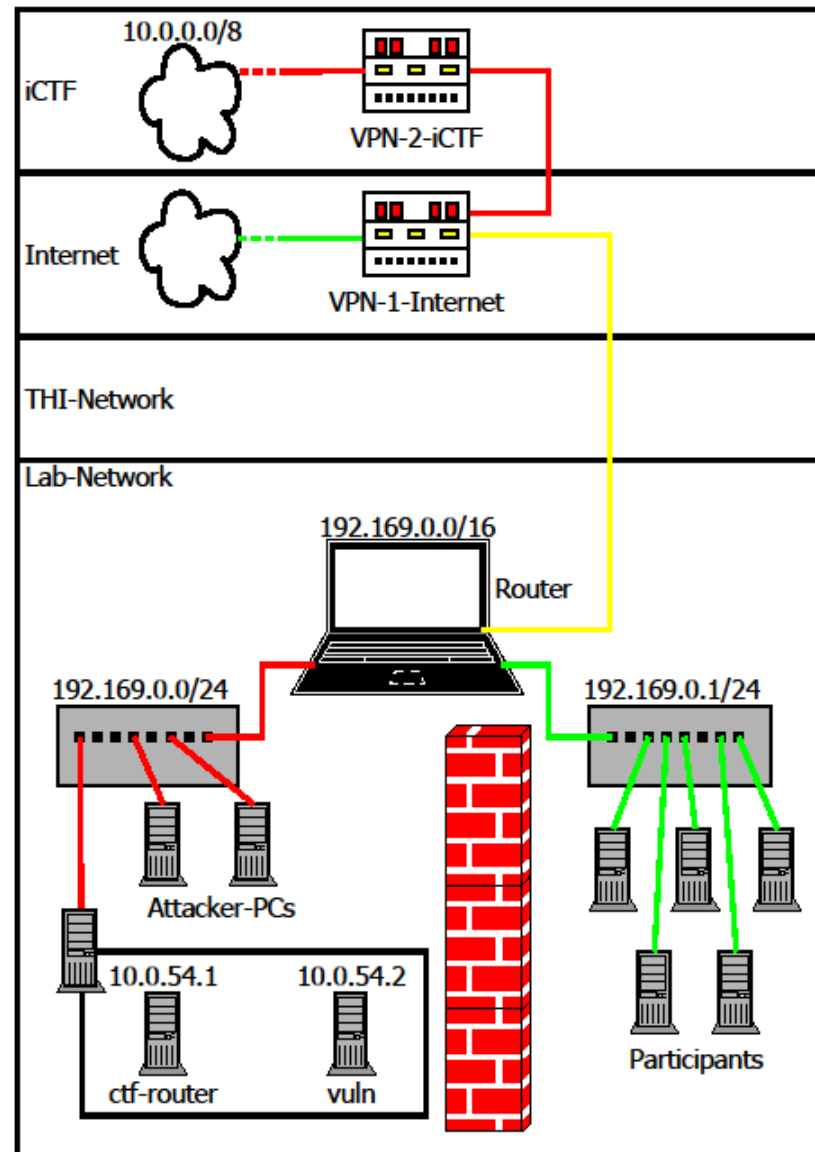 10.0.0.0/8
iCTF
VPN-2-iCTF
Internet
VPN-1-Internet
THI-Network
Lab-Network
192.169.0.0/16
Router
192.169.0.0/24
192.169.0.1/24
Attacker-PCs
10.0.54.1
10.0.54.2
ctf-router
vuln
Participants